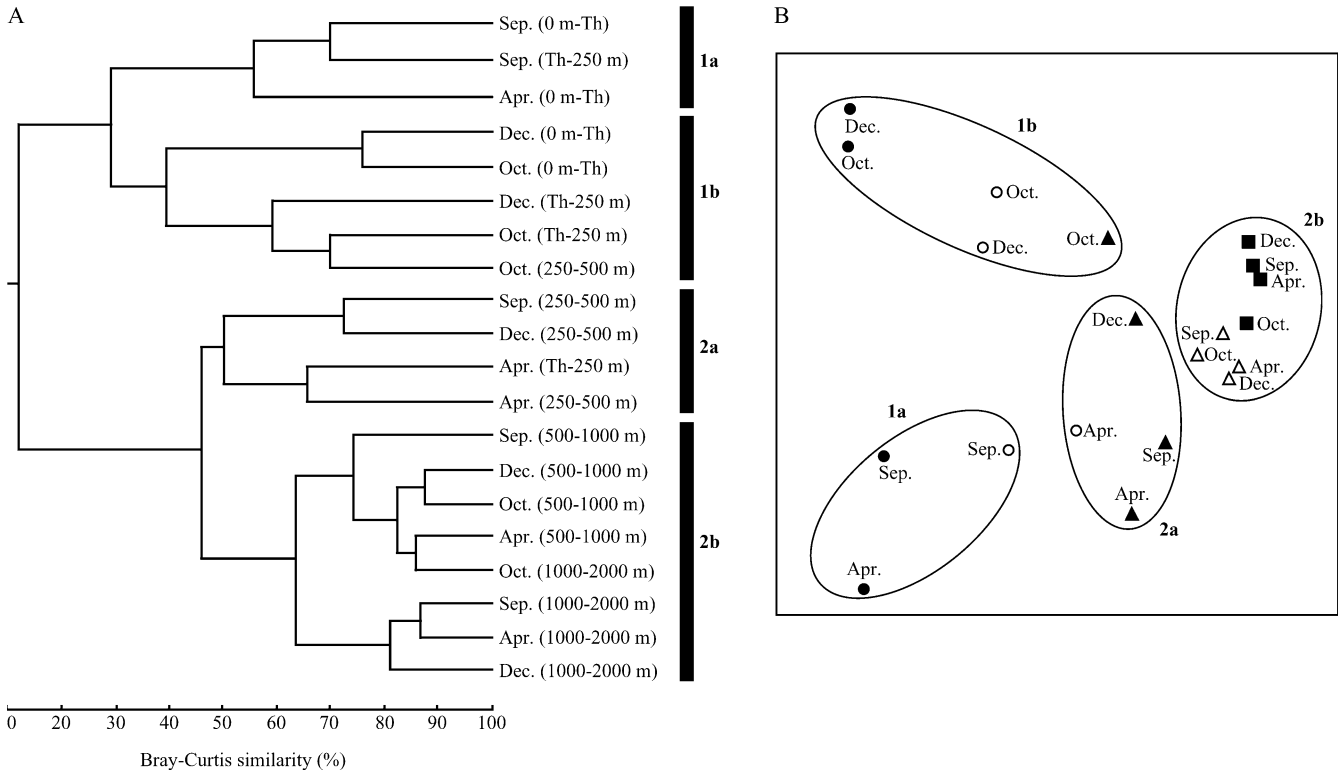 A
Sep. (0 m-Th)
Sep. (Th-250 m)
Apr. (0 m-Th)
1a
Dec. (0 m-Th)
Oct. (0 m-Th)
Dec. (Th-250 m)
Oct. (Th-250 m)
Oct. (250-500 m)
1b
Sep. (250-500 m)
Dec. (250-500 m)
Apr. (Th-250 m)
Apr. (250-500 m)
2a
Sep. (500-1000 m)
Dec. (500-1000 m)
Oct. (500-1000 m)
Apr. (500-1000 m)
Oct. (1000-2000 m)
Sep. (1000-2000 m)
Apr. (1000-2000 m)
Dec. (1000-2000 m)
2b
0 20 30 40 50 60 70 80 90 100
Bray-Curtis similarity (%)
B
1b
Dec.
Oct.
Oct.
Dec.
Oct.
2b
Dec.
Sep.
Apr.
Oct.
Sep.
Oct.
Apr.
Dec.
Dec.
Apr.
Sep.
Apr.
2a
1a
Sep.
Sep.
Apr.